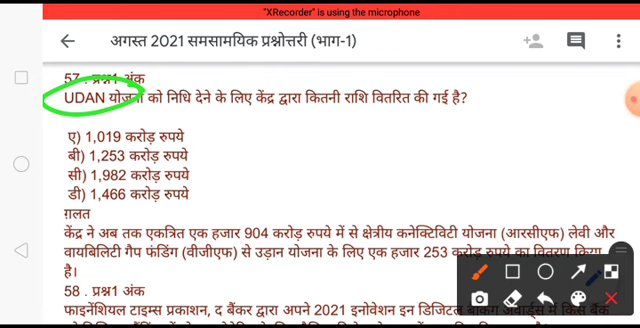 "XRecorder" is using the microphone
अगस्त 2021 समसामयिक प्रश्नोत्तरी (भाग-1)
57 . प्रश्न1 अंक
UDAN योजना को निधि देने के लिए केंद्र द्वारा कितनी राशि वितरित की गई है?
ए) 1,019 करोड़ रुपये
बी) 1,253 करोड़ रुपये
सी) 1,982 करोड़ रुपये
डी) 1,466 करोड़ रुपये
ग़लत
केंद्र ने अब तक एकत्रित एक हजार 904 करोड़ रुपये में से क्षेत्रीय कनेक्टिविटी योजना (आरसीएफ) लेवी और
वायबिलिटी गैप फंडिंग (वीजीएफ) से उड़ान योजना के लिए एक हजार 253 करोड़ रुपये का वितरण किया
है।
58 . प्रश्न1 अंक
फाइनेंशियल टाइम्स प्रकाशन, द बैंकर द्वारा अपने 2021 इनोवेशन इन डिजिटल बैंकिंग अवार्ड्स में किस बैंक